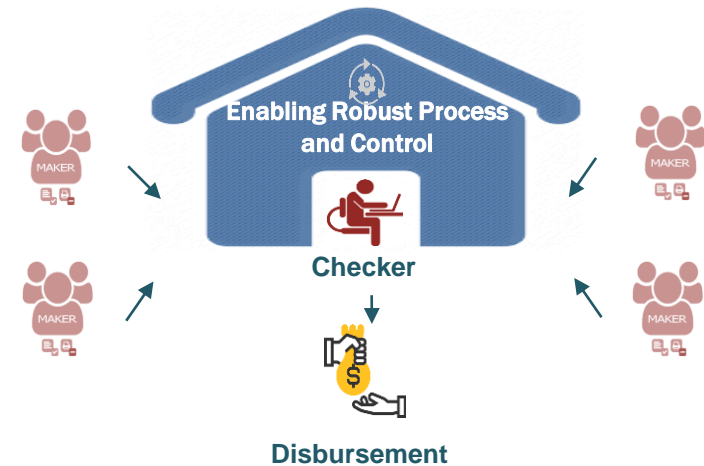 Enabling Robust Process
and Control
MAKER
MAKER
Checker
MAKER
MAKER
$
Disbursement